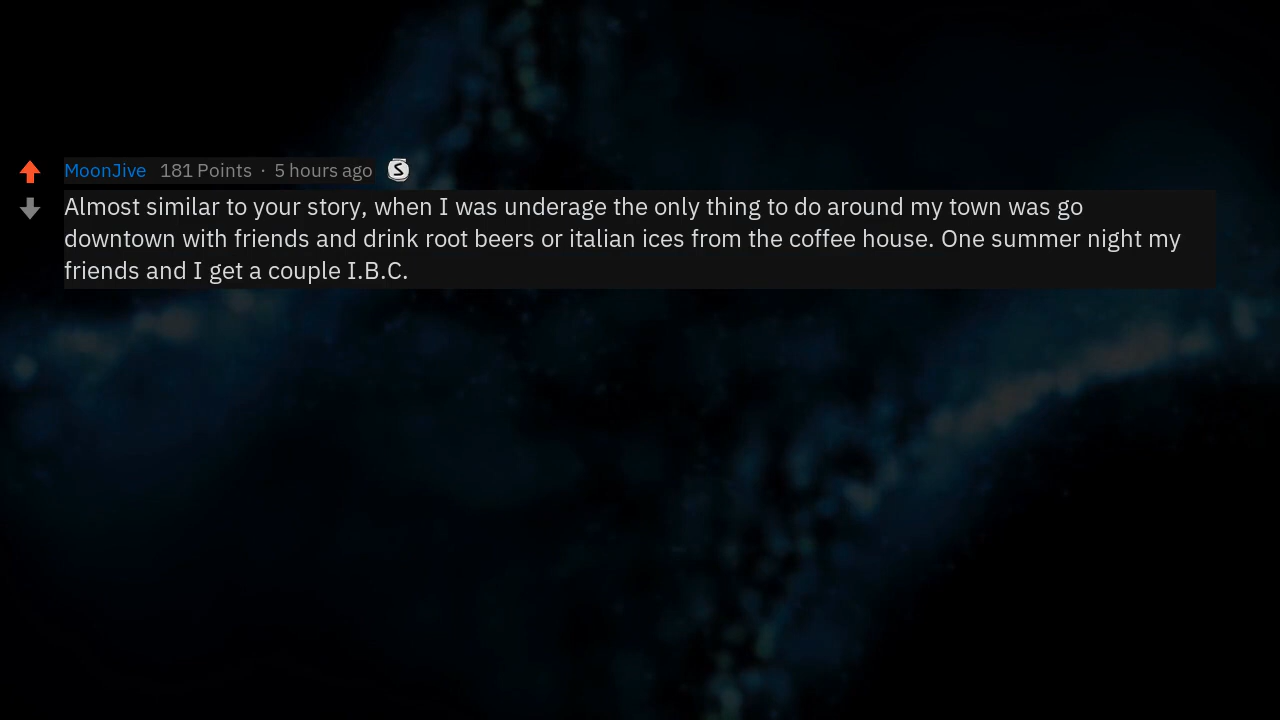 MoonJive 181 Points · 5 hours ago S
Almost similar to your story, when I was underage the only thing to do around my town was go
downtown with friends and drink root beers or italian ices from the coffee house. One summer night my
friends and I get a couple I.B.C.